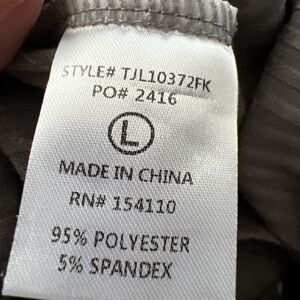 STYLE# TJL10372FK
PO# 2416
L
MADE IN CHINA
RN# 154110
95% POLYESTER
5% SPANDEX